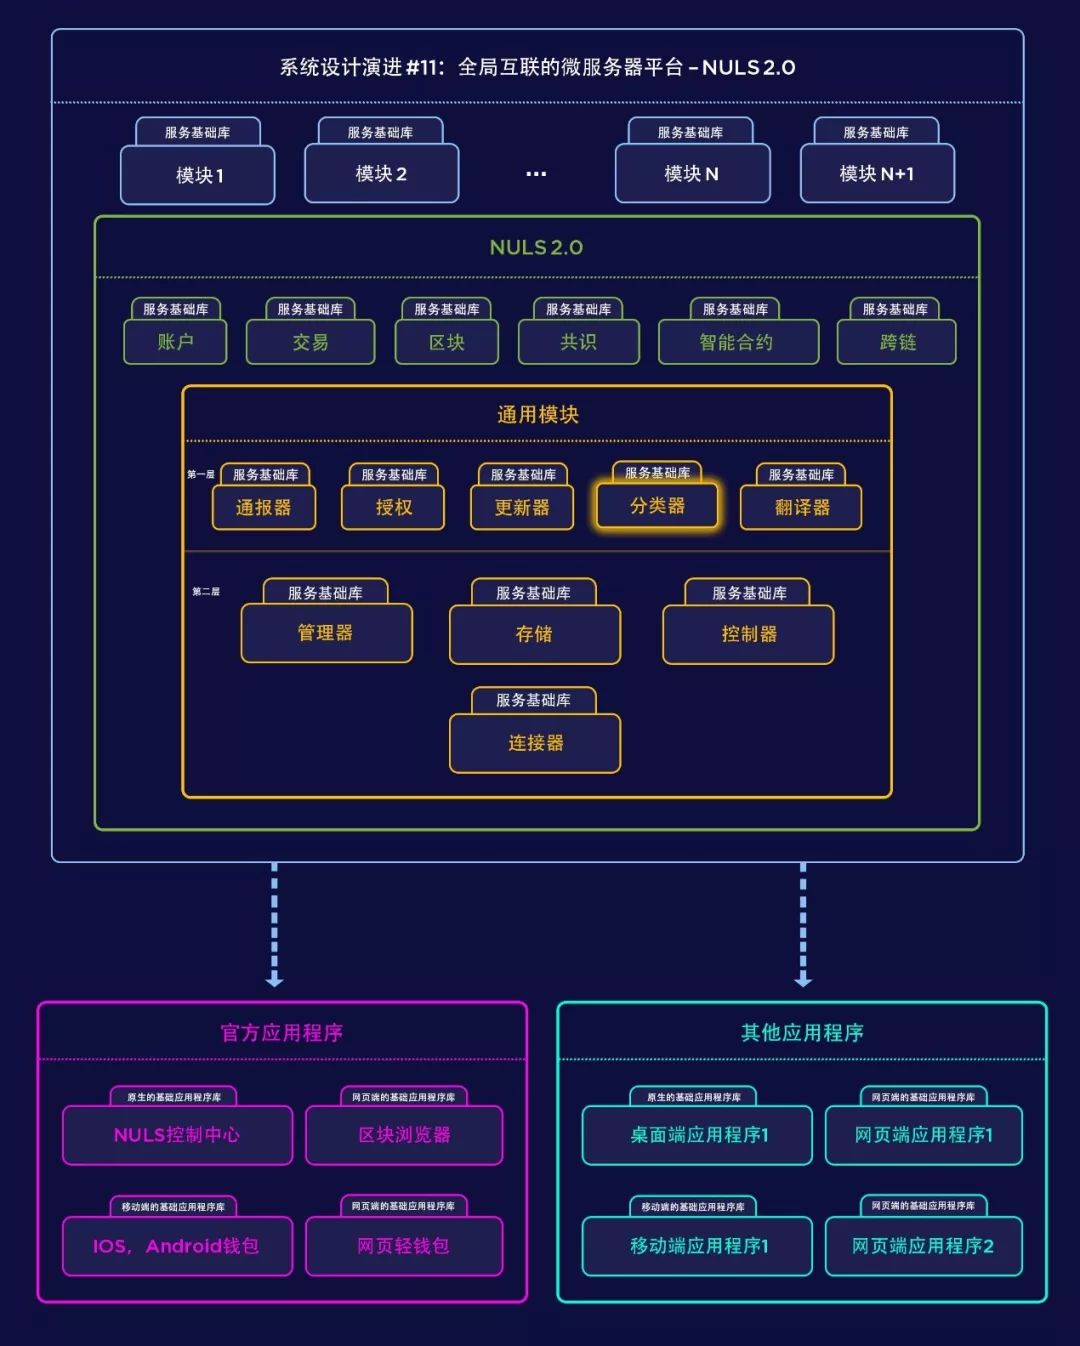 系统设计演进#11：全局互联的微服务器平台–NULS 2.0
服务基础库
模块1
服务基础库
模块2
...
服务基础库
模块N
服务基础库
模块N+1
NULS 2.0
服务基础库
账户
服务基础库
交易
服务基础库
区块
服务基础库
共识
服务基础库
智能合约
服务基础库
跨链
通用模块
第一层
服务基础库
通报器
服务基础库
授权
服务基础库
更新器
服务基础库
分类器
服务基础库
翻译器
第二层
服务基础库
管理器
服务基础库
存储
服务基础库
控制器
服务基础库
连接器
官方应用程序
原生的基础应用程序库
NULS控制中心
网页端的基础应用程序库
区块浏览器
移动端的基础应用程序库
IOS，Android钱包
网页端的基础应用程序库
网页轻钱包
其他应用程序
原生的基础应用程序库
桌面端应用程序1
网页端的基础应用程序库
网页端应用程序1
移动端的基础应用程序库
移动端应用程序1
网页端的基础应用程序库
网页端应用程序2